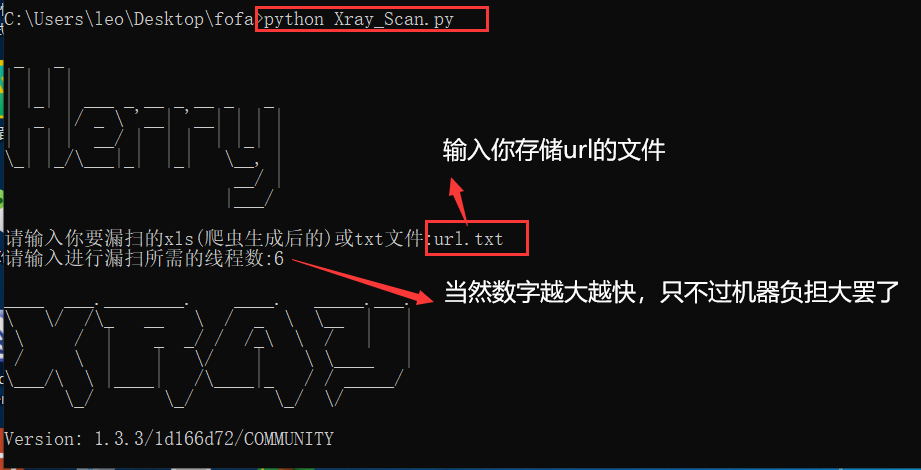 C:\Users\leo\Desktop\fofa>python Xray_Scan.py
Herry
输入你存储url的文件
请输入你要漏扫的xls(爬虫生成后的)或txt文件:url.txt
请输入进行漏扫所需的线程数:6
当然数字越大越快，只不过机器负担大罢了
XRAY
Version: 1.3.3/1d166d72/COMMUNITY